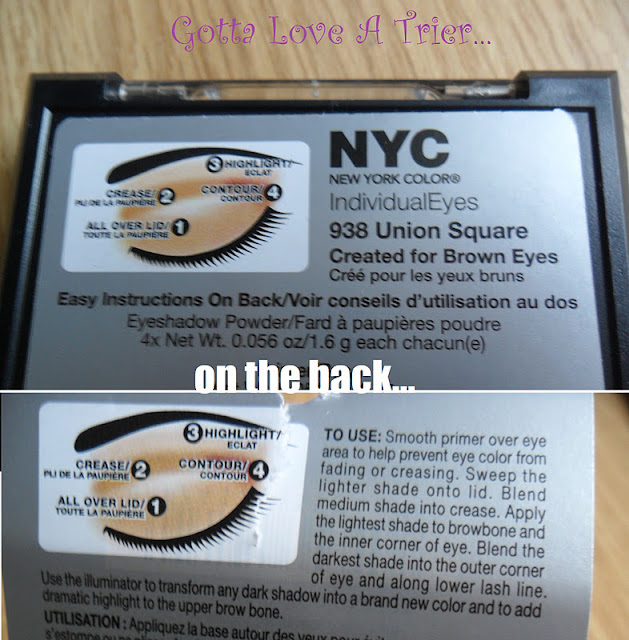 Gotta Love A Trier...
3 HIGHLIGHT/
ECLAT
CREASE/ 2
PLI DE LA PAUPIÈRE
CONTOUR/ 4
CONTOUR
ALL OVER LID/ 1
TOUTE LA PAUPIÈRE
NYC
NEW YORK COLOR®
IndividualEyes
938 Union Square
Created for Brown Eyes
Créé pour les yeux bruns
Easy Instructions On Back/Voir conseils d'utilisation au dos
Eyeshadow Powder/Fard à paupières poudre
4x Net Wt. 0.056 oz/1.6 g each chacun(e)
on the back...
3 HIGHLIGHT/
ECLAT
CREASE/ 2
PLI DE LA PAUPIÈRE
CONTOUR/ 4
CONTOUR
ALL OVER LID/ 1
TOUTE LA PAUPIÈRE
TO USE: Smooth primer over eye
area to help prevent eye color from
fading or creasing. Sweep the
lighter shade onto lid. Blend
medium shade into crease. Apply
the lightest shade to browbone and
the inner corner of eye. Blend the
darkest shade into the outer corner
of eye and along lower lash line.
Use the illuminator to transform any dark shadow into a brand new color and to add
dramatic highlight to the upper brow bone.
UTILISATION : Appliquez la base autour des yeux pour
s'estompe ou